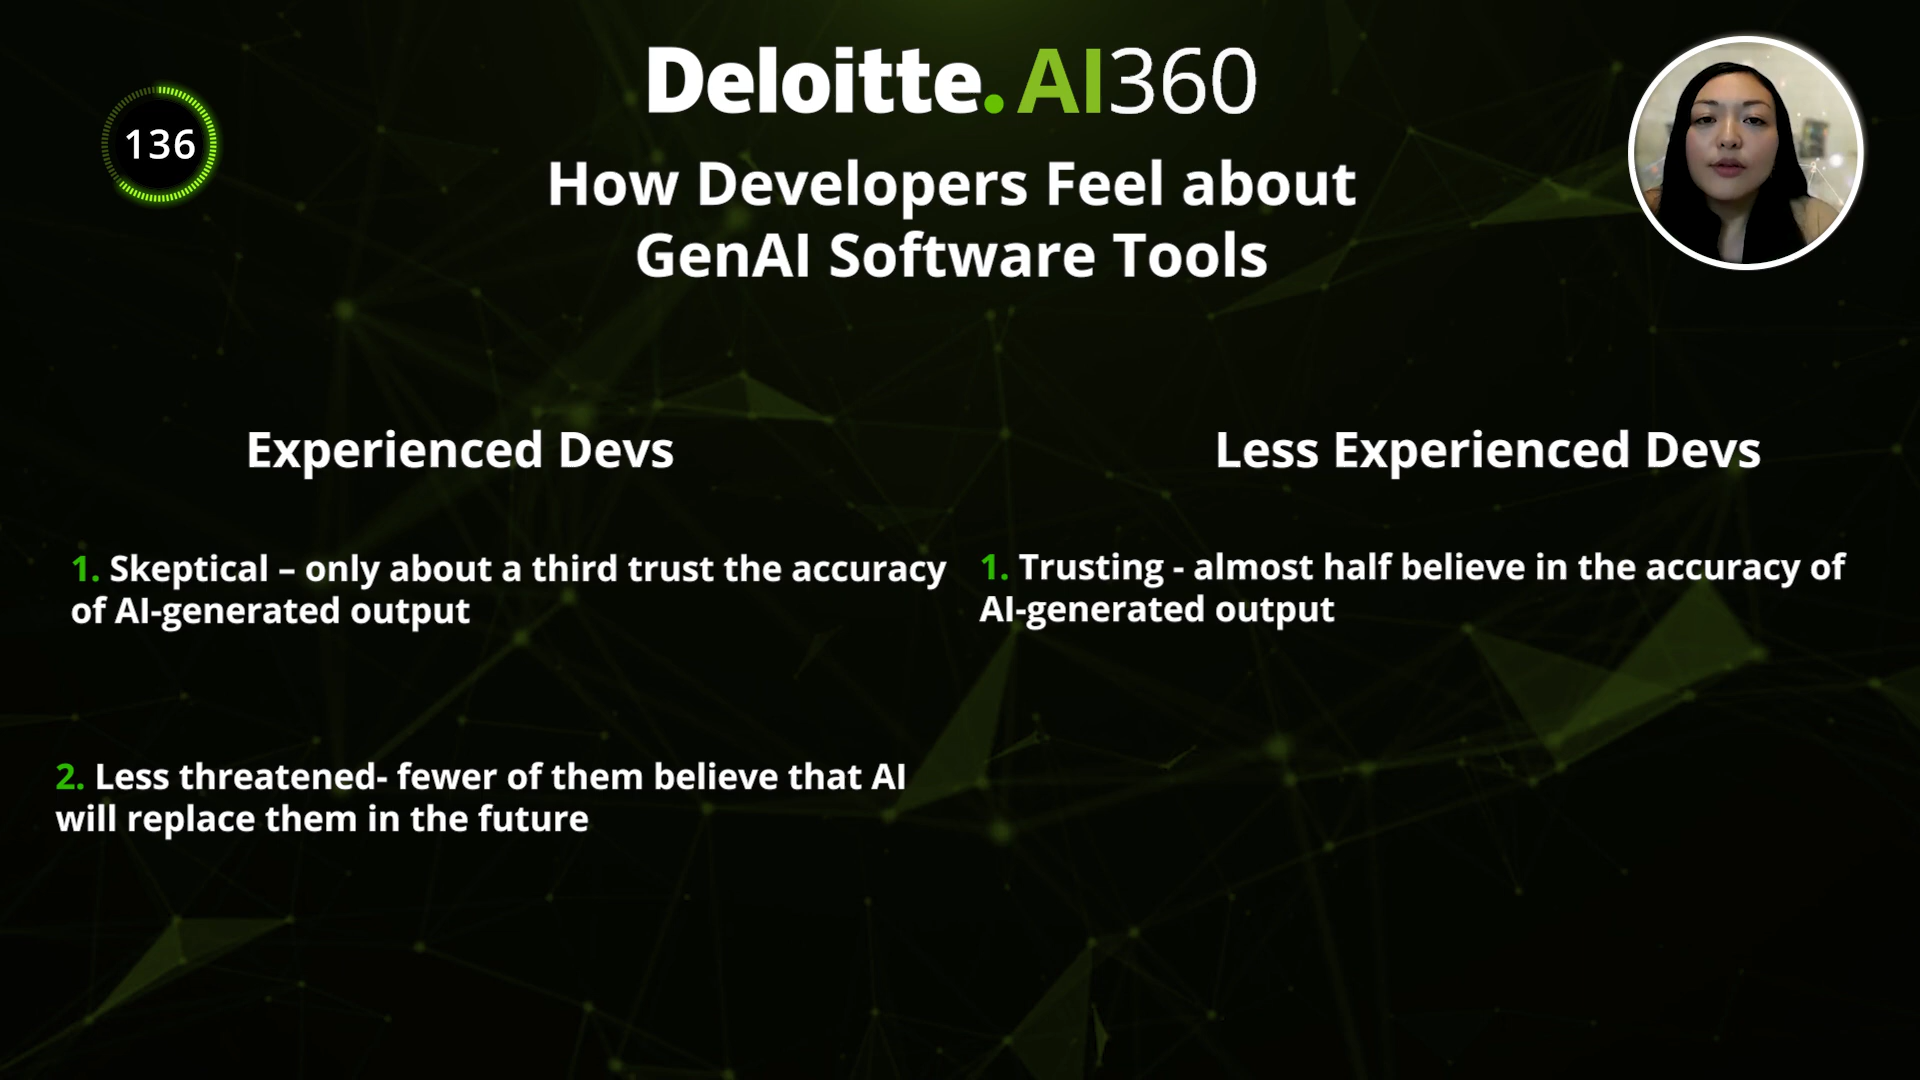 136
Deloitte. AI360
How Developers Feel about
GenAI Software Tools
Experienced Devs
1. Skeptical – only about a third trust the accuracy
of AI-generated output
2. Less threatened- fewer of them believe that AI
will replace them in the future
Less Experienced Devs
1. Trusting - almost half believe in the accuracy of
AI-generated output